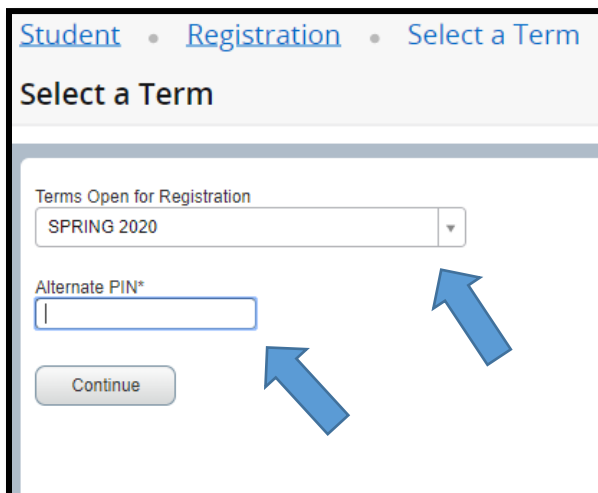 Student • Registration • Select a Term
Select a Term
Terms Open for Registration
SPRING 2020
Alternate PIN*
Continue